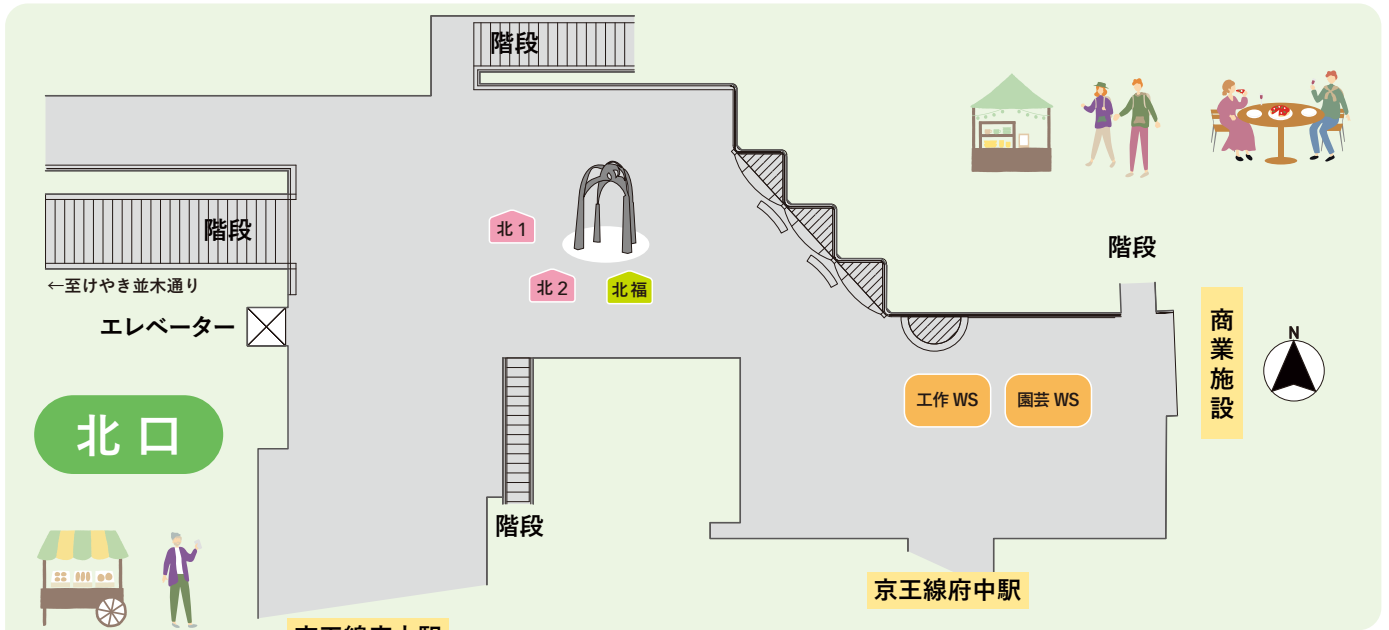 階段
階段
←至けやき並木通り
エレベーター
北口
北1
北2
北福
階段
商業施設
N
工作 WS
園芸 WS
階段
京王線府中駅